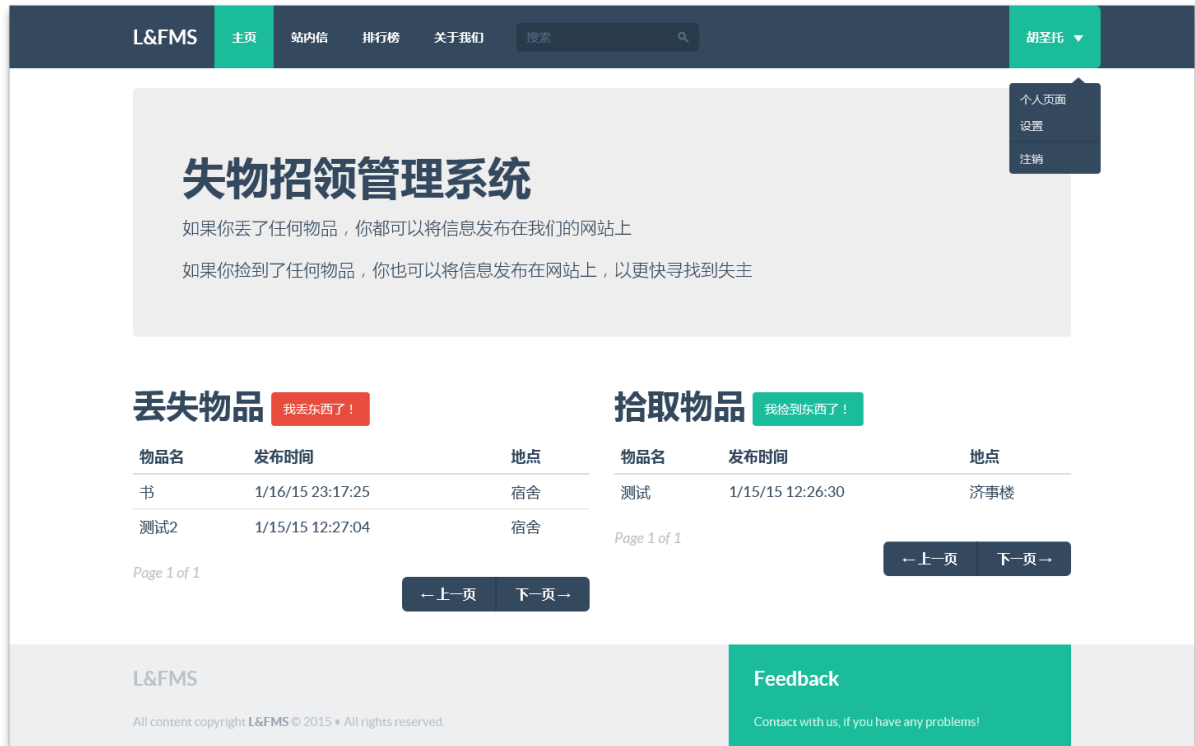 L&FMS 主页 站内信 排行榜 关于我们 搜索 胡圣托
个人页面
设置
注销
失物招领管理系统
如果你丢了任何物品，你都可以将信息发布在我们的网站上
如果你捡到了任何物品，你也可以将信息发布在网站上，以更快寻找到失主
丢失物品 我丢东西了！
物品名 发布时间 地点
书 1/16/15 23:17:25 宿舍
测试2 1/15/15 12:27:04 宿舍
Page 1 of 1
←上一页 下一页→
拾取物品 我捡到东西了！
物品名 发布时间 地点
测试 1/15/15 12:26:30 济事楼
Page 1 of 1
←上一页 下一页→
L&FMS
All content copyright L&FMS © 2015 • All rights reserved.
Feedback
Contact with us, if you have any problems!